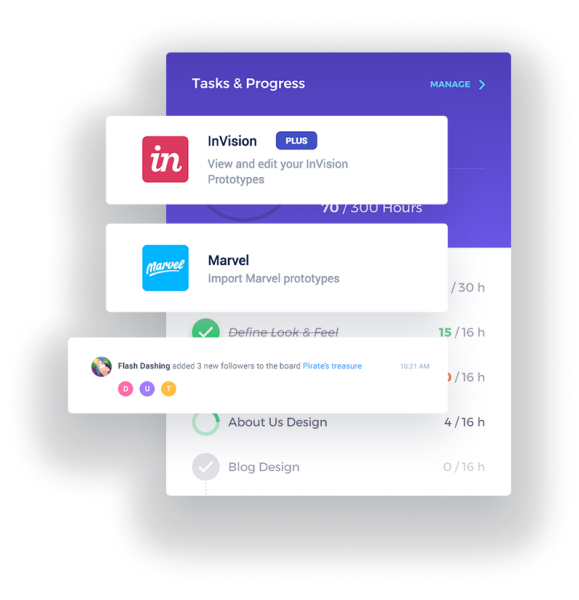 Tasks & Progress
MANAGE
in
InVision
PLUS
View and edit your InVision
Prototypes
70 / 300 Hours
Marvel
Marvel
Import Marvel prototypes
/ 30 h
Define Look & Feel
15 / 16 h
Flash Dashing added 3 new followers to the board Pirate's treasure
10:21 AM
0 / 16 h
D U T
About Us Design
4 / 16 h
Blog Design
0 / 16 h